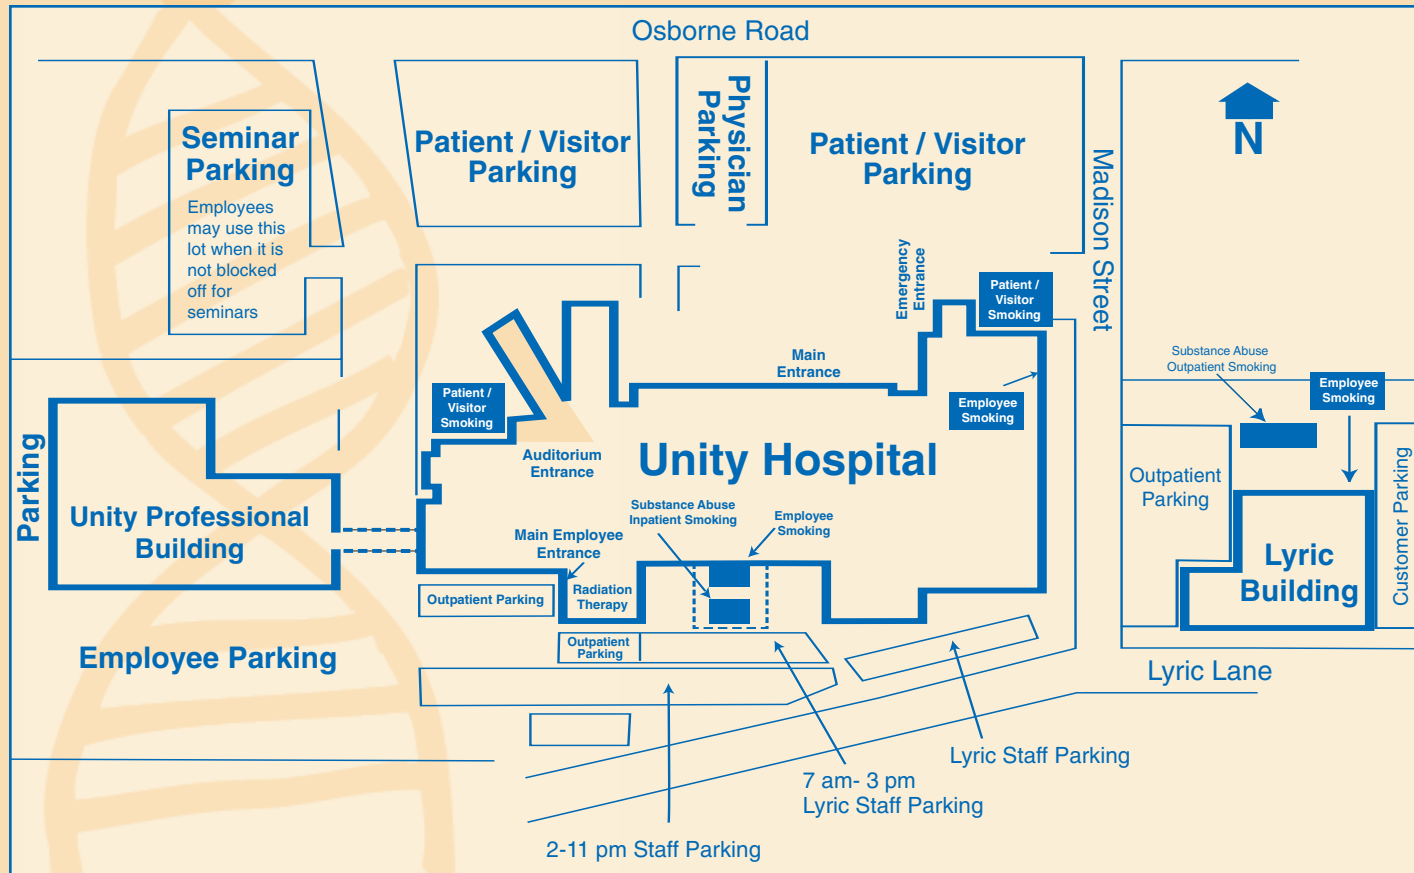 Osborne Road
Seminar
Parking
Employees
may use this
lot when it is
not blocked
off for
seminars
Patient / Visitor
Parking
Physician
Parking
Patient / Visitor
Parking
Madison Street
N
Emergency
Entrance
Patient /
Visitor
Smoking
Main
Entrance
Employee
Smoking
Patient /
Visitor
Smoking
Auditorium
Entrance
Unity Hospital
Substance Abuse
Outpatient Smoking
Employee
Smoking
Parking
Unity Professional
Building
Main Employee
Entrance
Substance Abuse
Inpatient Smoking
Employee
Smoking
Outpatient
Parking
Lyric
Building
Customer Parking
Outpatient Parking
Radiation
Therapy
Outpatient
Parking
Employee Parking
Lyric Lane
Lyric Staff Parking
7 am- 3 pm
Lyric Staff Parking
2-11 pm Staff Parking